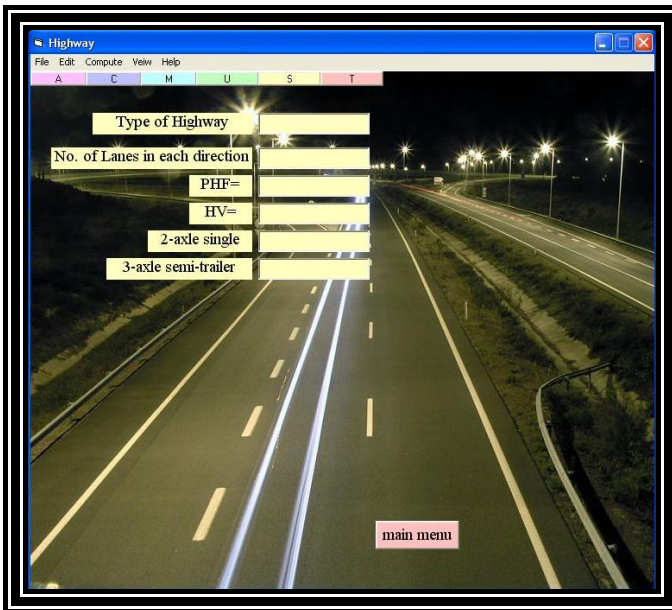 Highway
File Edit Compute Veiw Help
A C M U S T
Type of Highway
No. of Lanes in each direction
PHF=
HV=
2-axle single
3-axle semi-trailer
main menu